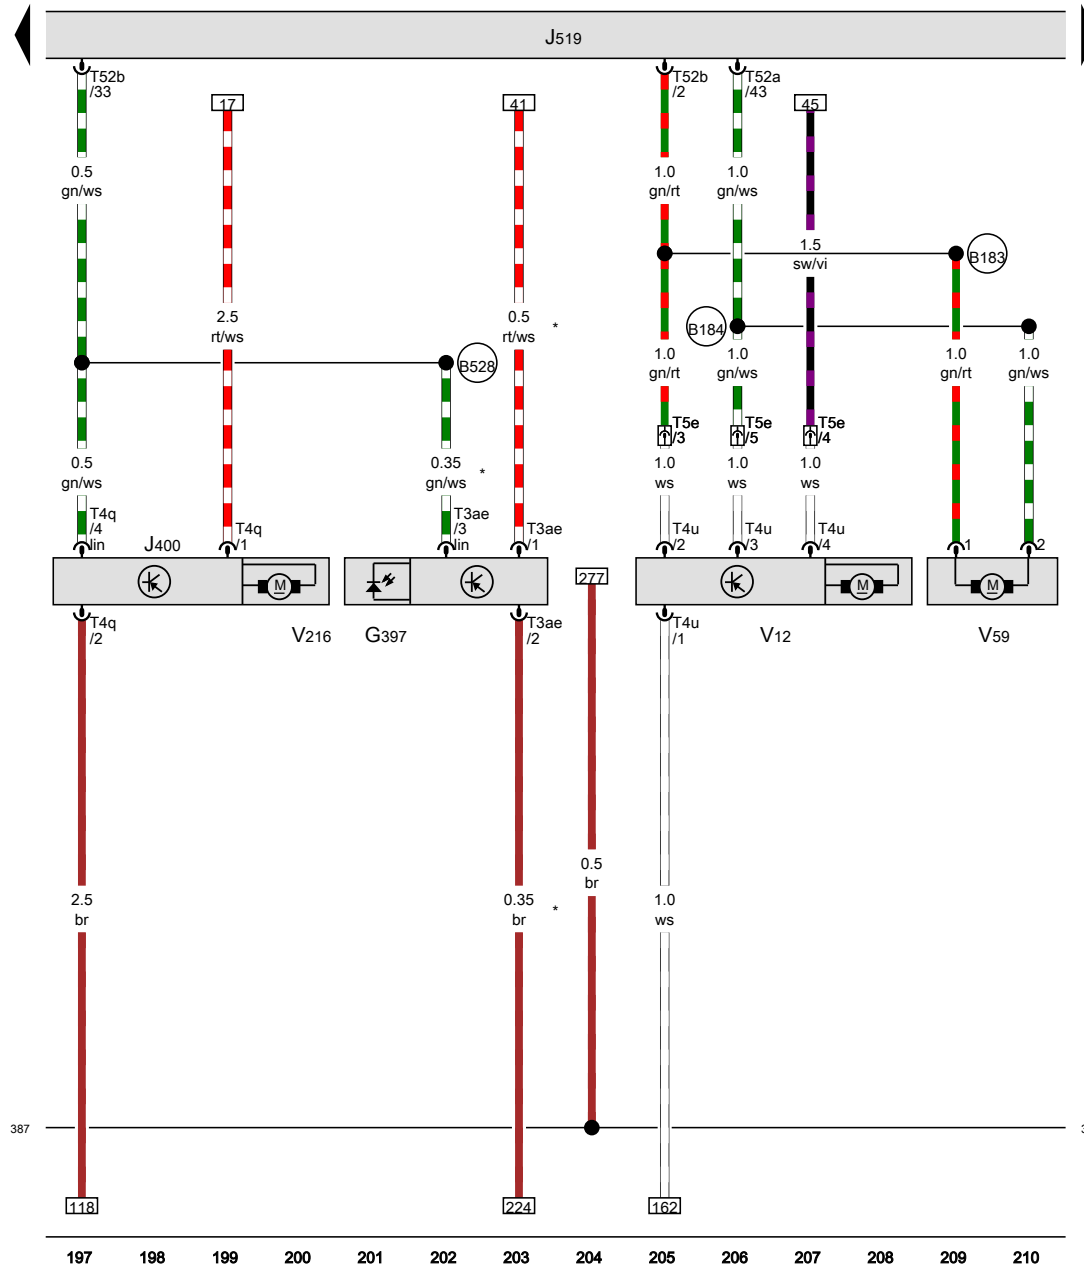 J519
T52b
/33
T52b
/2
T52a
/43
17
41
45
0.5
gn/ws
1.0
gn/rt
1.0
gn/ws
1.5
sw/vi
B183
2.5
rt/ws
0.5
rt/ws
*
B184
B528
1.0
gn/rt
1.0
gn/ws
1.0
gn/rt
1.0
gn/ws
T5e
/3
T5e
/5
T5e
/4
0.5
gn/ws
0.35
gn/ws
*
1.0
ws
1.0
ws
1.0
ws
T4q
/4
lin
J400
T4q
/1
T3ae
/3
lin
T3ae
/1
T4u
/2
T4u
/3
T4u
/4
1
2
M
277
M
M
T4q
/2
V216
G397
T3ae
/2
T4u
/1
V12
V59
0.5
br
2.5
br
0.35
br
*
1.0
ws
387
118
224
162
197 198 199 200 201 202 203 204 205 206 207 208 209 210